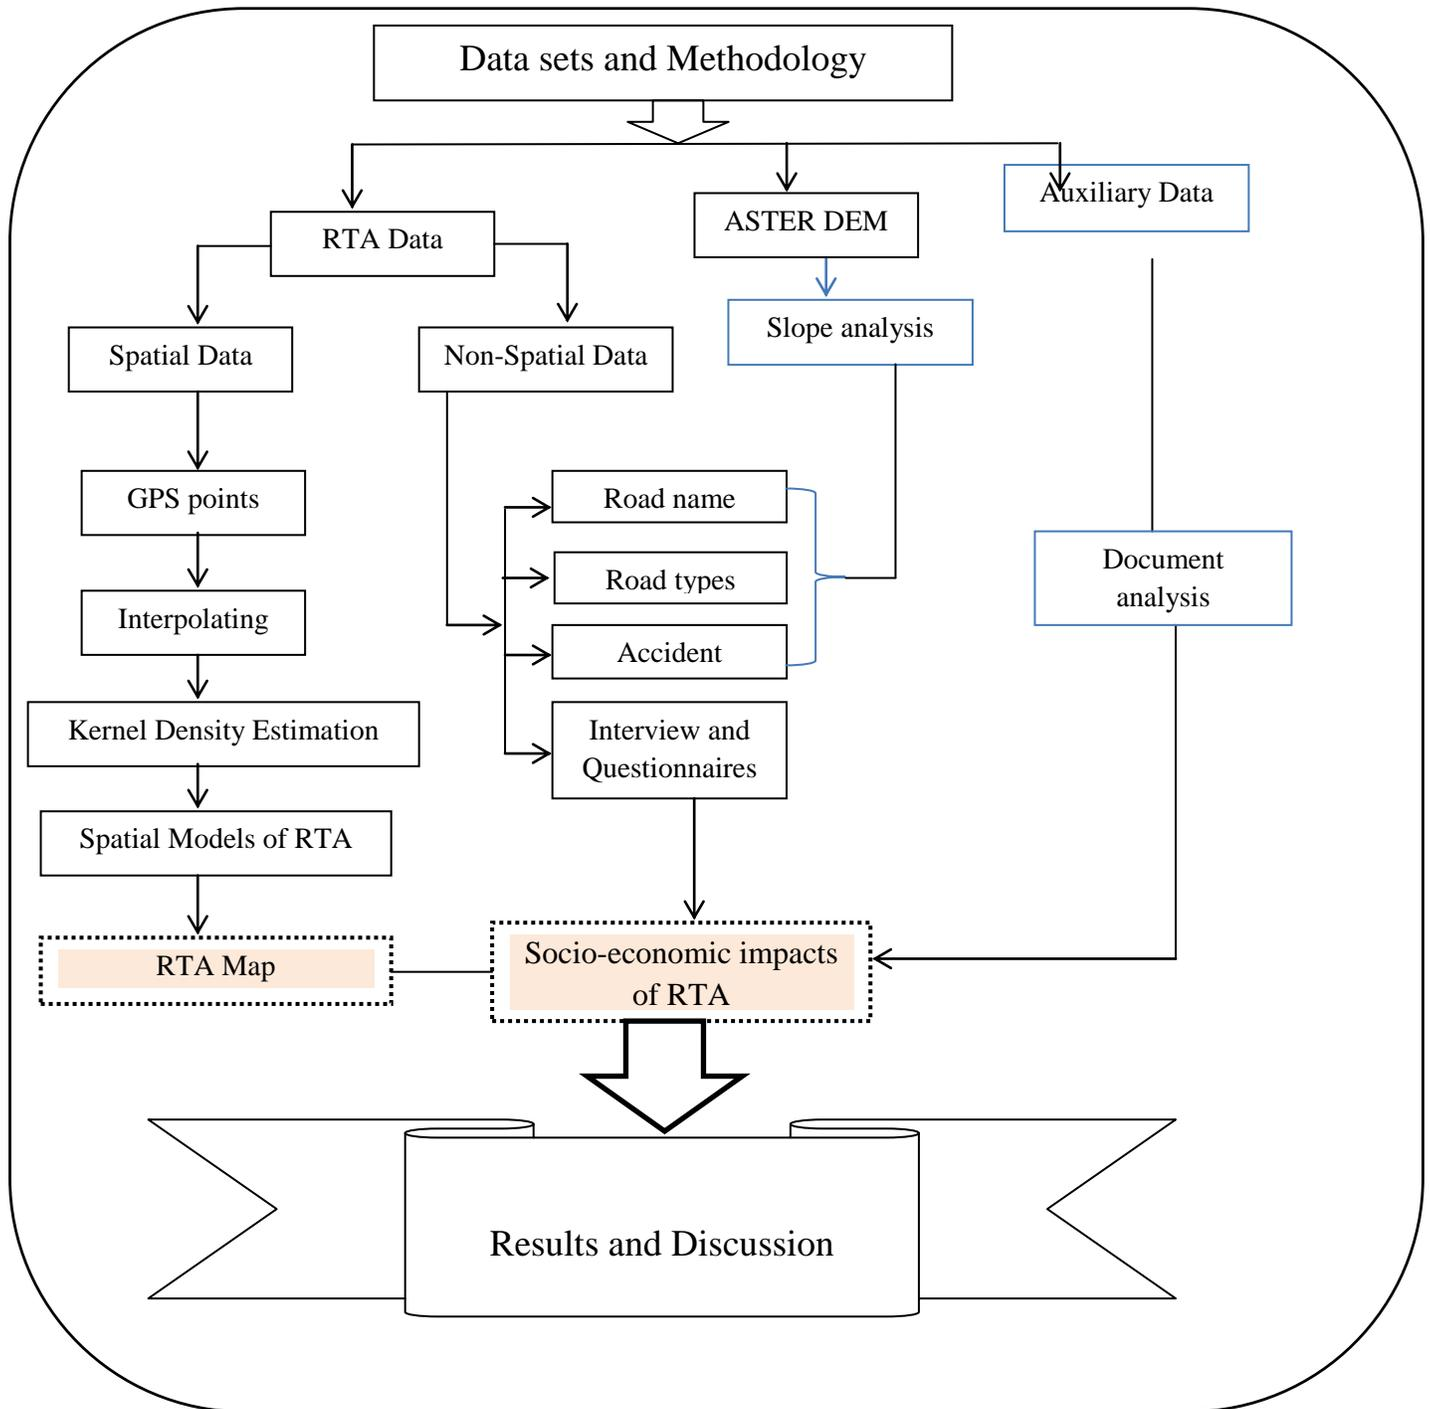 Data sets and Methodology
Auxiliary Data
ASTER DEM
RTA Data
Slope analysis
Spatial Data
Non-Spatial Data
GPS points
Road name
Document
analysis
Road types
Interpolating
Accident
Kernel Density Estimation
Interview and
Questionnaires
Spatial Models of RTA
RTA Map
Socio-economic impacts
of RTA
Results and Discussion